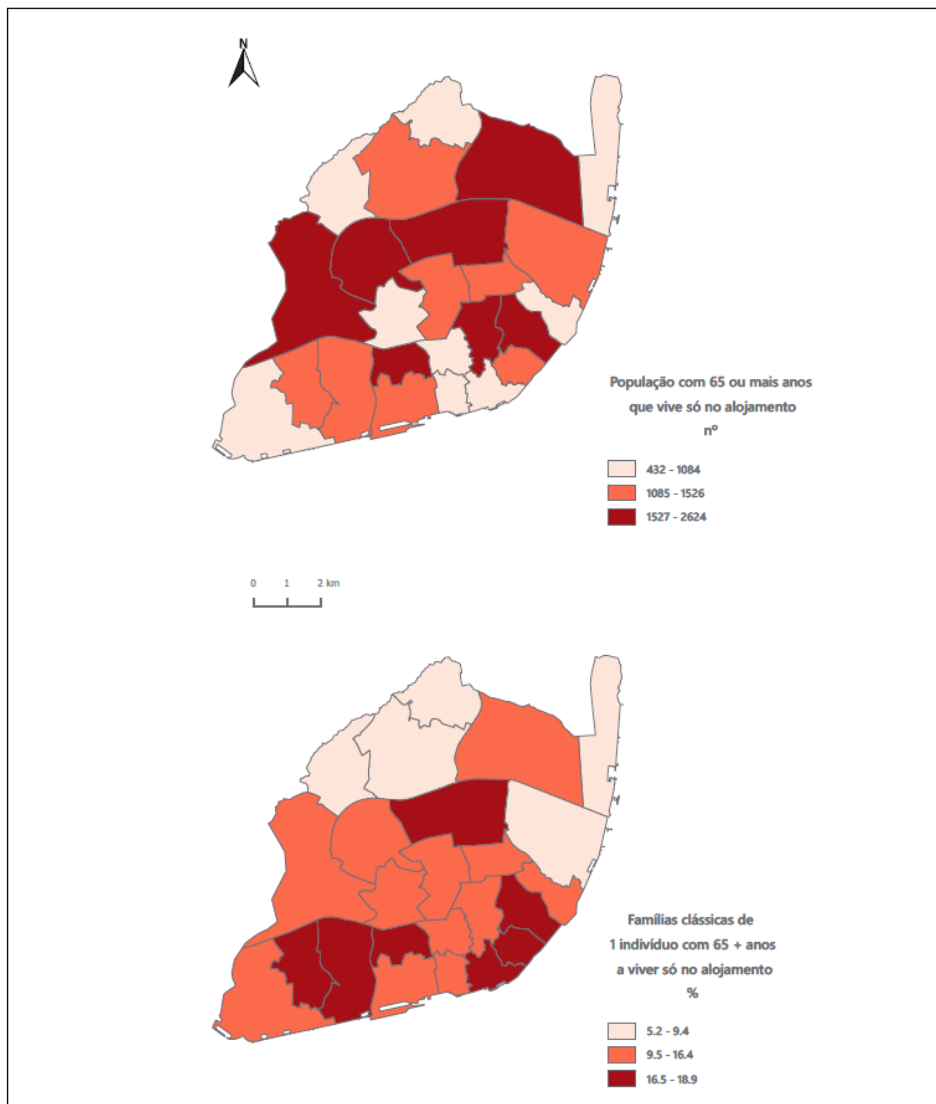 N
População com 65 ou mais anos
que vive só no alojamento
nº
432 - 1084
1085 - 1526
1527 - 2624
0 1 2 km
Famílias clássicas de
1 indivíduo com 65 + anos
a viver só no alojamento
%
5.2 - 9.4
9.5 - 16.4
16.5 - 18.9